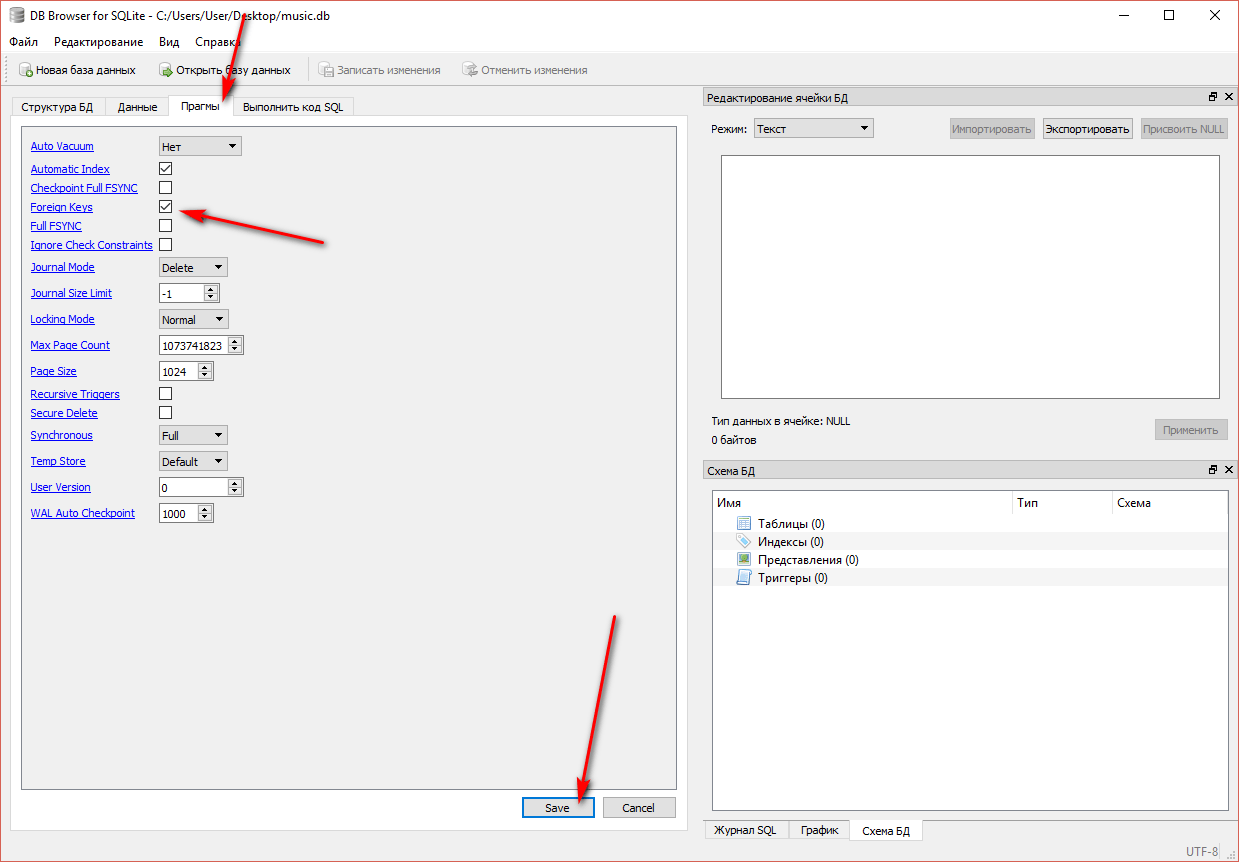 DB Browser for SQLite - C:/Users/User/Desktop/music.db
Файл Редактирование Вид Справка
Новая база данных Открыть базу данных Записать изменения Отменить изменения
Структура БД Данные Прагмы Выполнить код SQL
Auto Vacuum Нет
Automatic Index
Checkpoint Full FSYNC
Foreign Keys
Full FSYNC
Ignore Check Constraints
Journal Mode Delete
Journal Size Limit -1
Locking Mode Normal
Max Page Count 1073741823
Page Size 1024
Recursive Triggers
Secure Delete
Synchronous Full
Temp Store Default
User Version 0
WAL Auto Checkpoint 1000
Save Cancel
Редактирование ячейки БД
Режим: Текст Импортировать Экспортировать Присвоить NULL
Тип данных в ячейке: NULL
0 байтов
Применить
Схема БД
Имя Тип Схема
Таблицы (0)
Индексы (0)
Представления (0)
Триггеры (0)
Журнал SQL График Схема БД
UTF-8